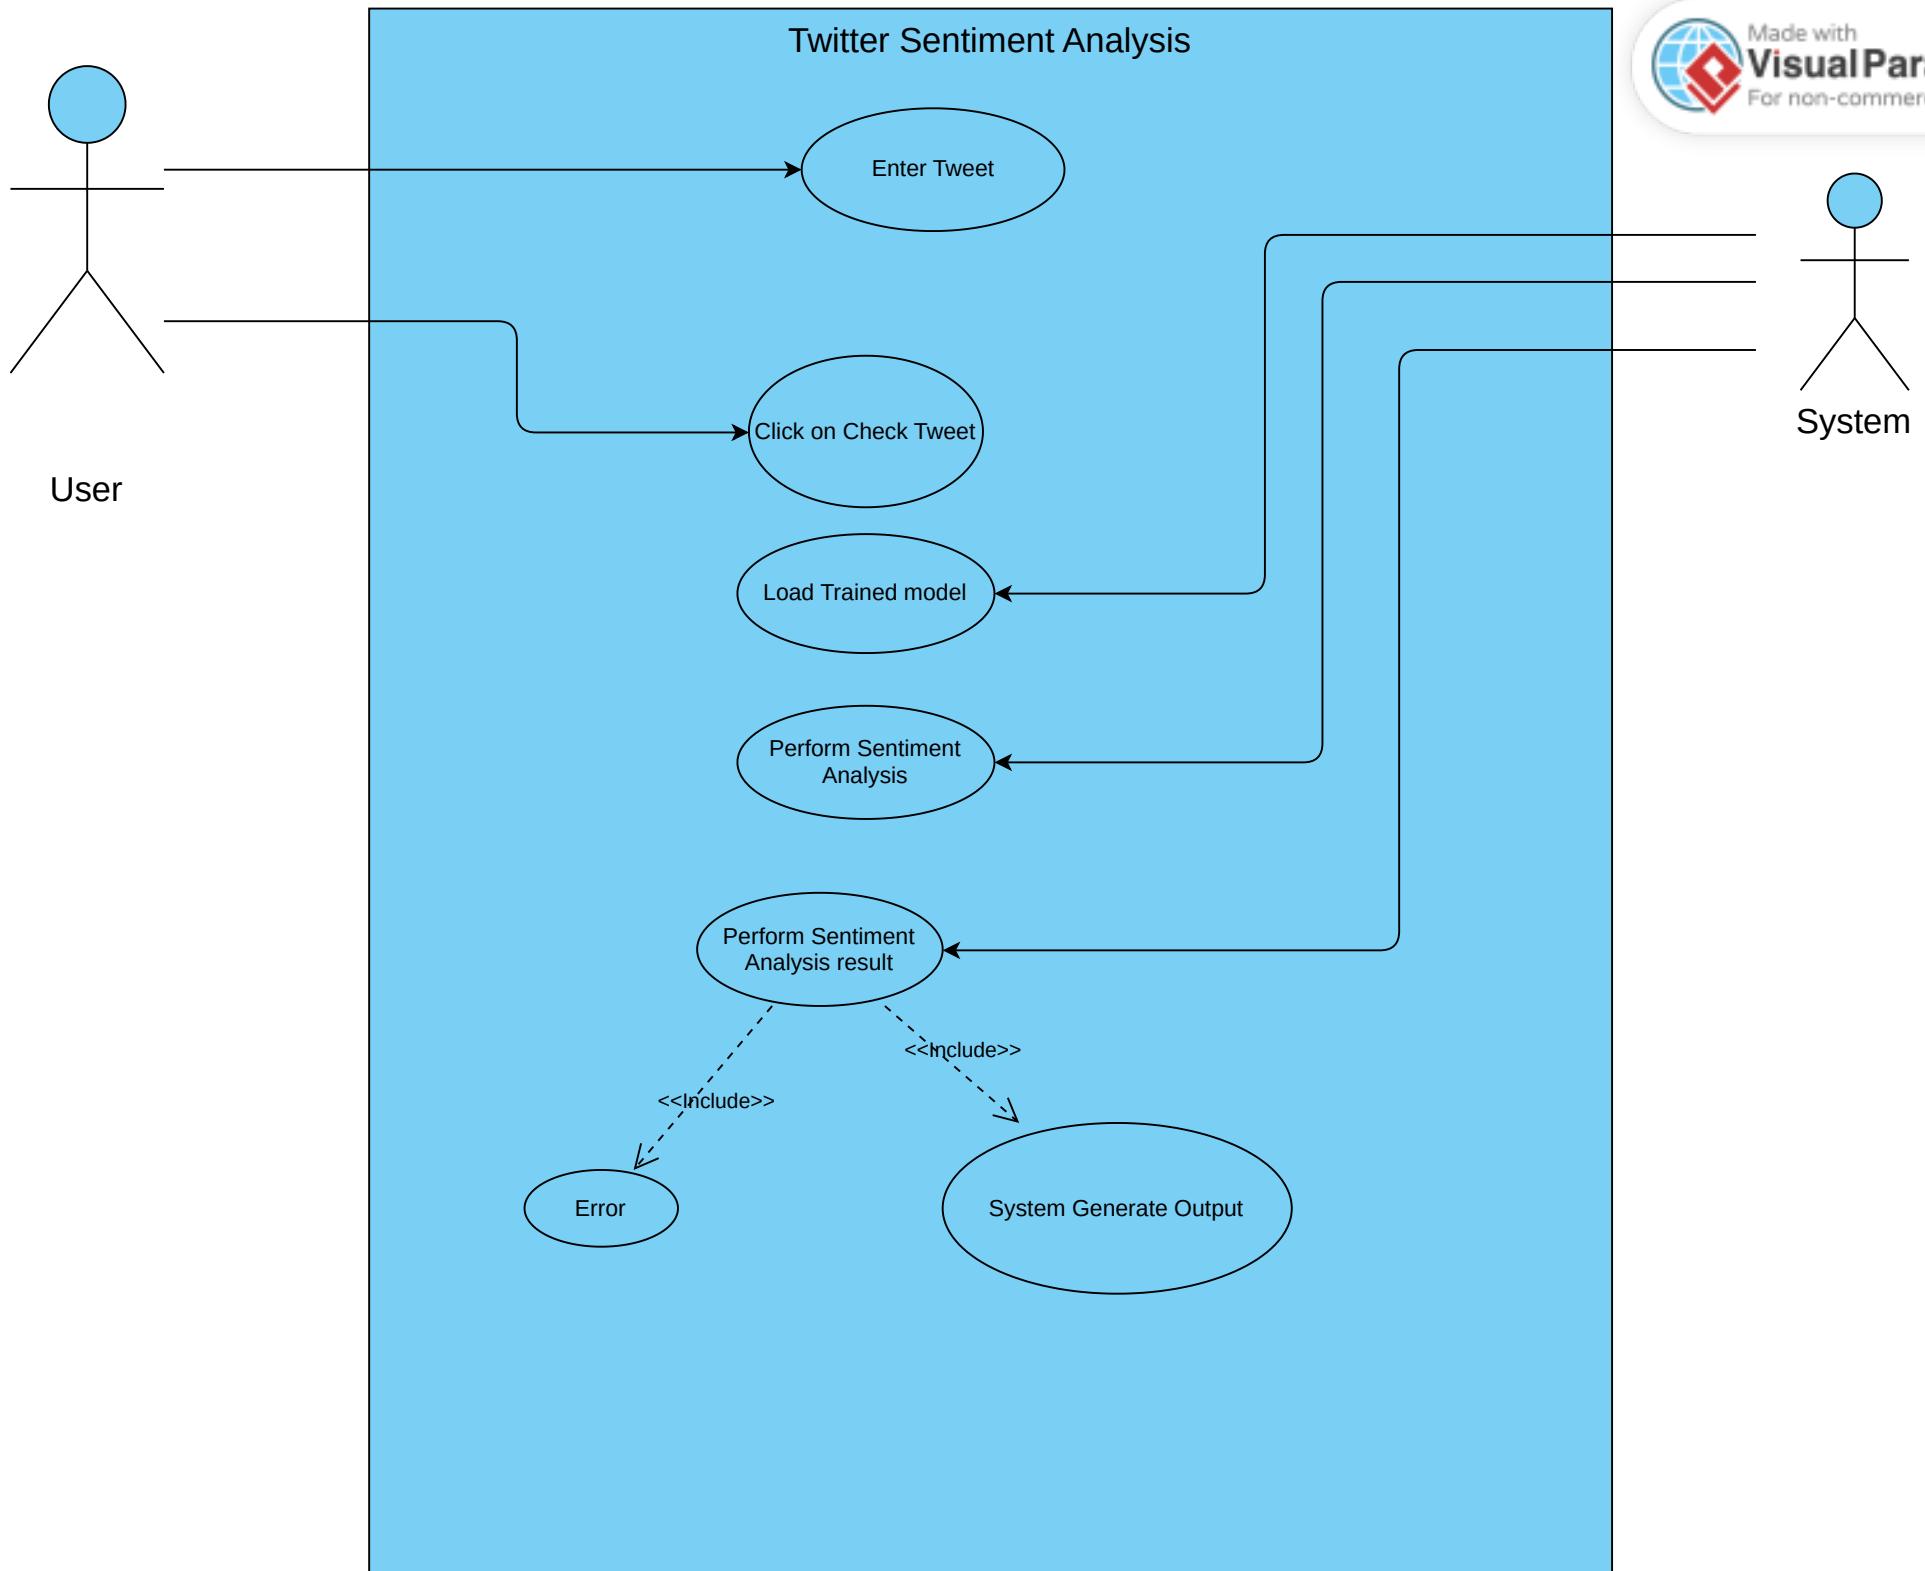 Twitter Sentiment Analysis
Made with
Visual Para
For non-commer
Enter Tweet
Click on Check Tweet
System
User
Load Trained model
Perform Sentiment
Analysis
Perform Sentiment
Analysis result
<<Include>>
<<Include>>
Error
System Generate Output